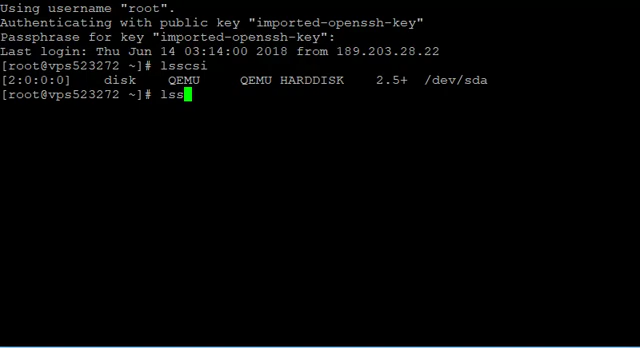 Using username "root".
Authenticating with public key "imported-openssh-key"
Passphrase for key "imported-openssh-key":
Last login: Thu Jun 14 03:14:00 2018 from 189.203.28.22
[root@vps523272 ~]# lsscsi
[2:0:0:0]    disk    QEMU     QEMU HARDDISK    2.5+  /dev/sda
[root@vps523272 ~]# lss